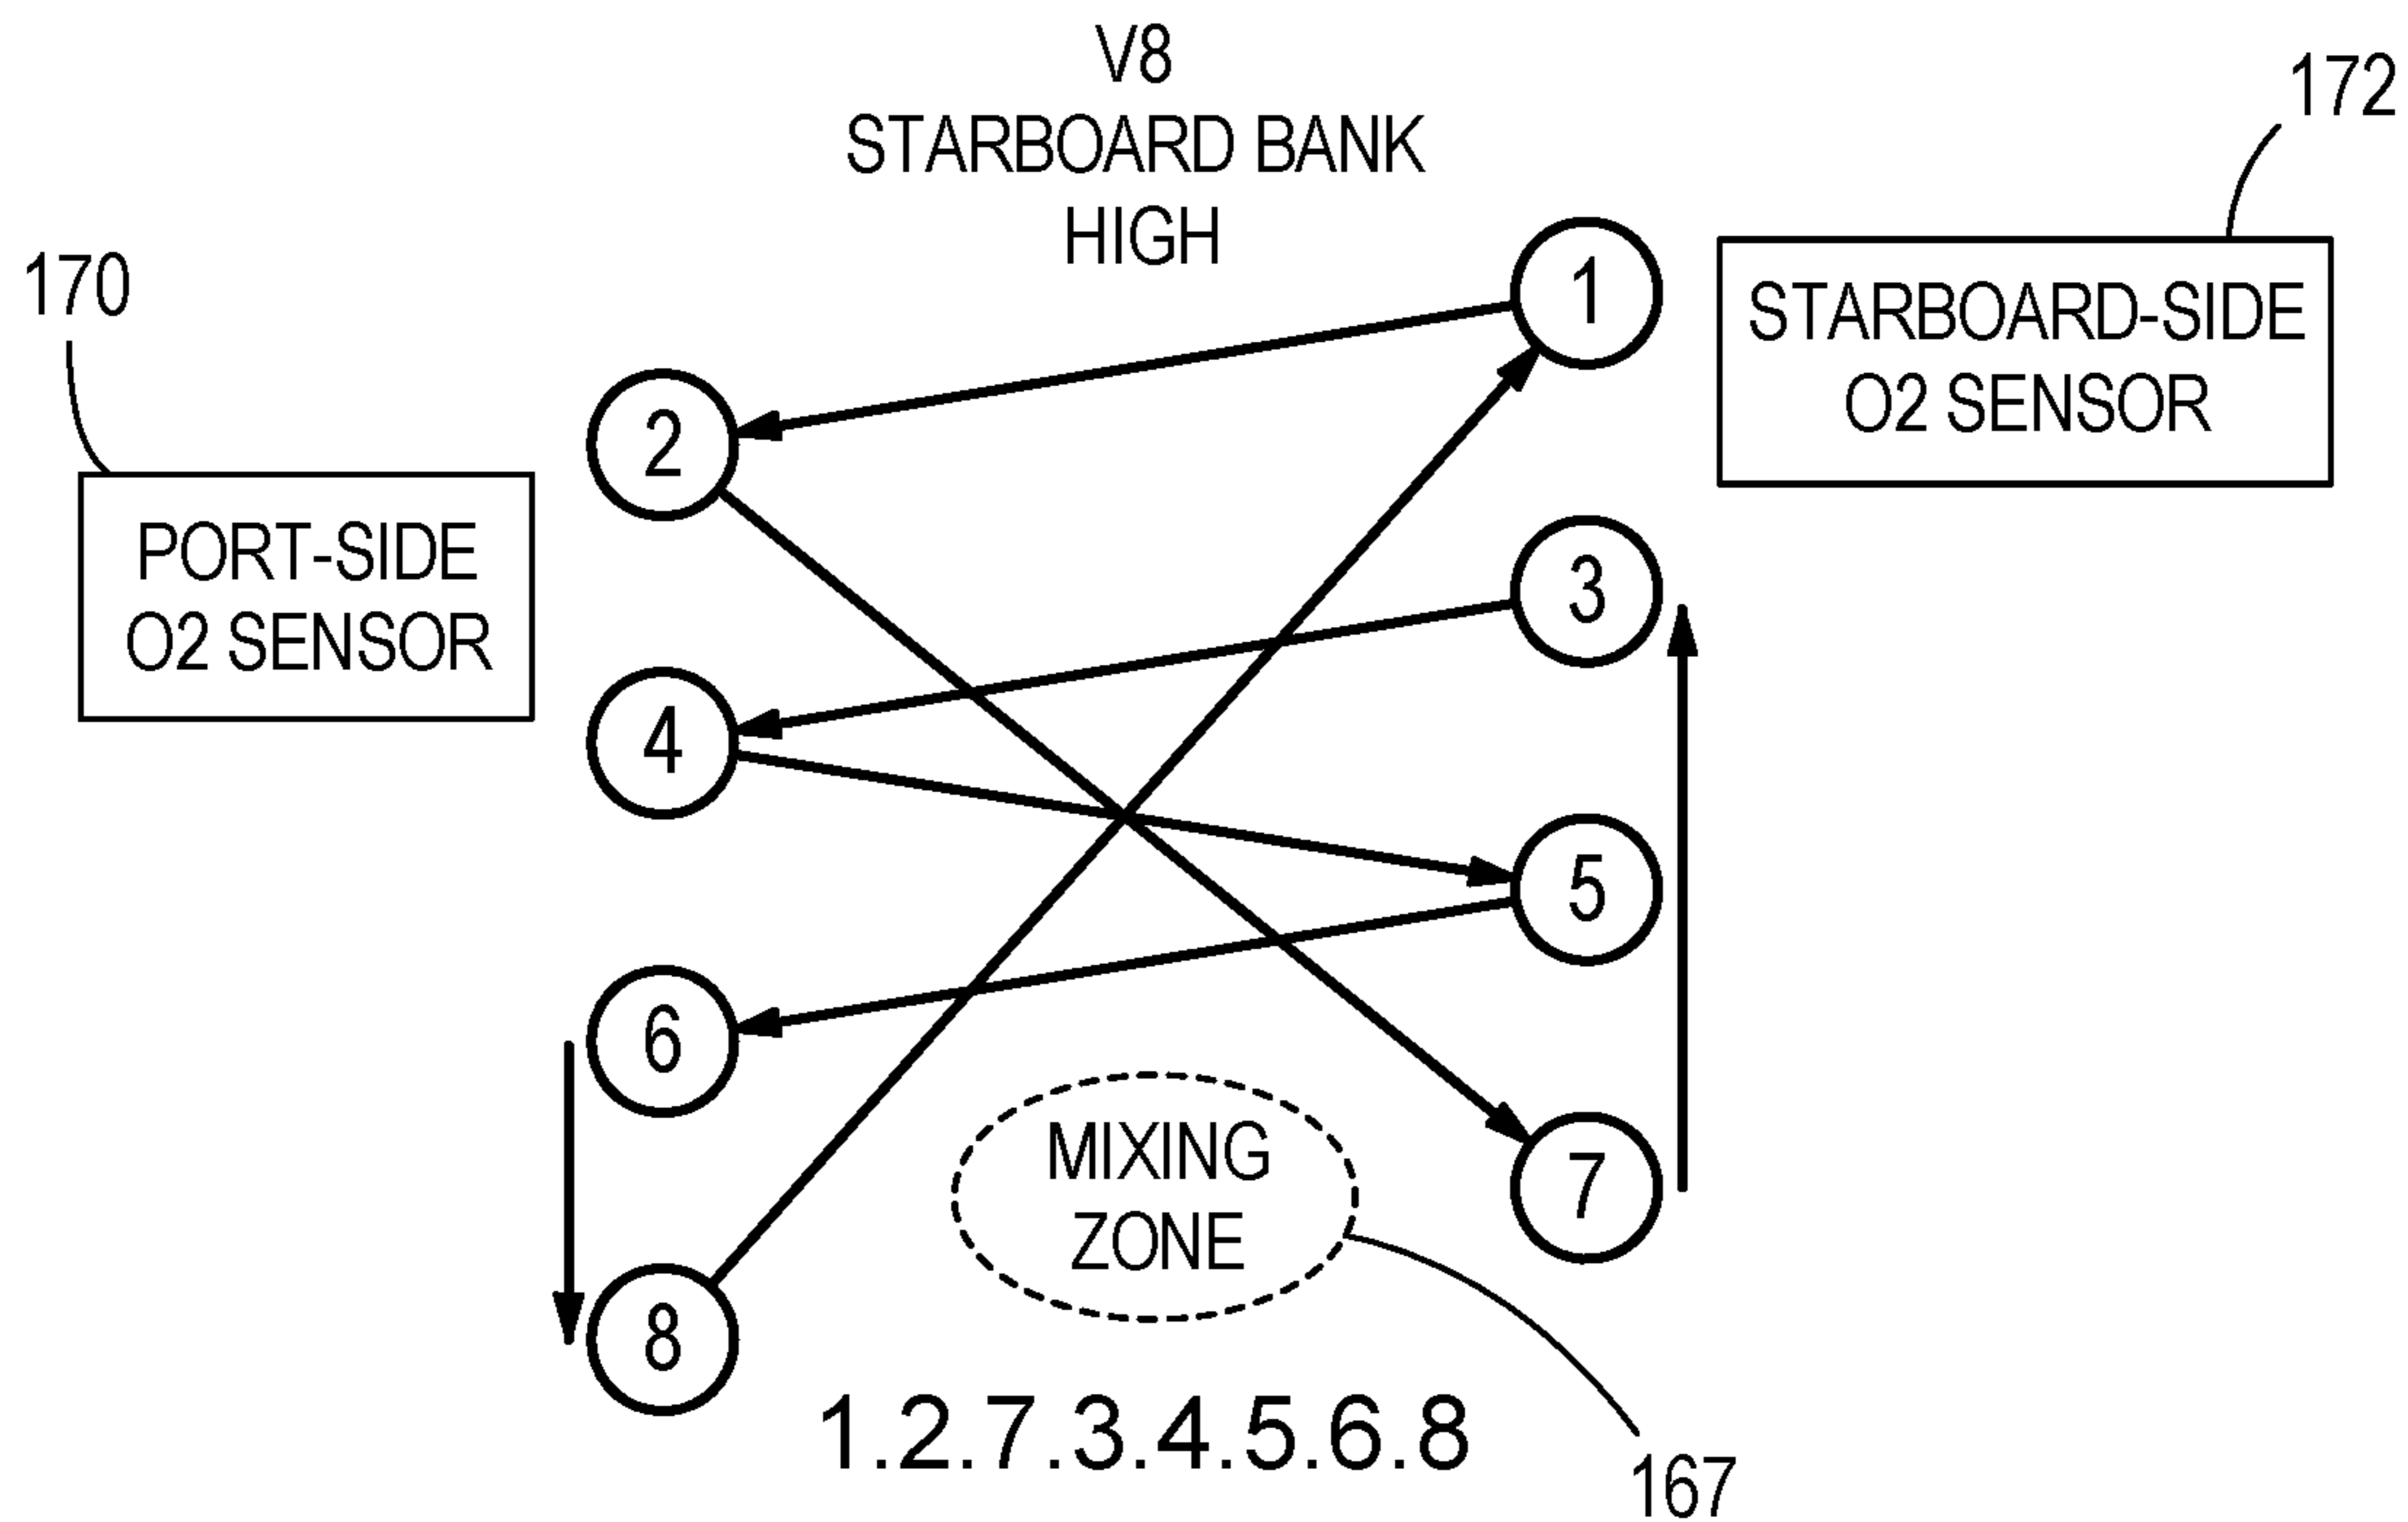 V8
STARBOARD BANK
HIGH
172
170
1
STARBOARD-SIDE
O2 SENSOR
2
PORT-SIDE
O2 SENSOR
3
4
5
6
MIXING
ZONE
7
8
1.2.7.3.4.5.6.8
167